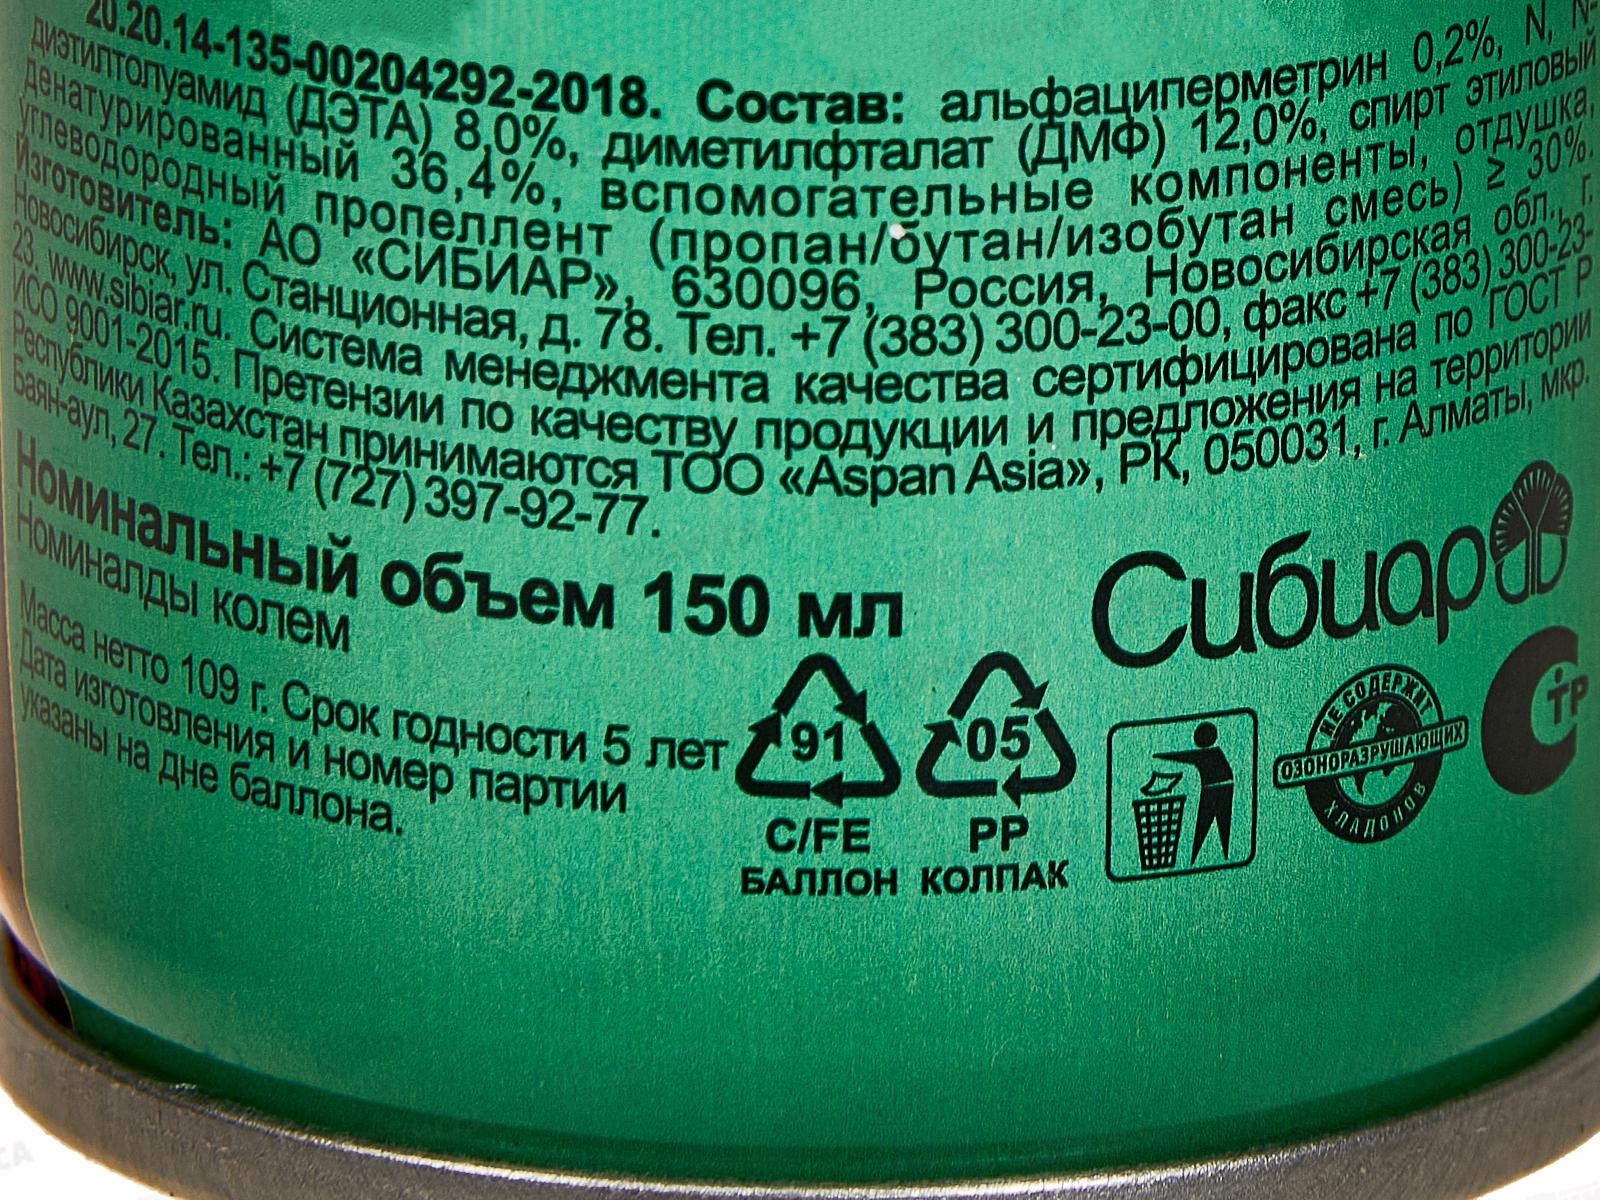 20.20.14-135-00204292-2018. Состав: альфациперметрин 0,2%, N, N-
диэтилтолуамид (ДЭТА) 8,0%, диметилфталат (ДМФ) 12,0%, спирт этиловый
денатурированный 36,4%, вспомогательные компоненты, отдушка,
углеводородный пропеллент (пропан/бутан/изобутан смесь) ≥ 30%.
Изготовитель: АО «СИБИАР», 630096, Россия, Новосибирская обл., г.
Новосибирск, ул. Станционная, д. 78. Тел. +7 (383) 300-23-00, факс +7 (383) 300-23-
23. www.sibiar.ru. Система менеджмента качества сертифицирована по ГОСТ Р
ИСО 9001-2015. Претензии по качеству продукции и предложения на территории
Республики Казахстан принимаются ТОО «Aspan Asia», РК, 050031, г. Алматы, мкр.
Баян-аул, 27. Тел.: +7 (727) 397-92-77.
Номинальный объем 150 мл
Номиналды колем
Масса нетто 109 г. Срок годности 5 лет
Дата изготовления и номер партии
указаны на дне баллона.
91
C/FE
БАЛЛОН
05
PP
КОЛПАК
Сибиар
НЕ СОДЕРЖИТ
ОЗОНОРАЗРУШАЮЩИХ
ХЛАДОНОВ
СТР